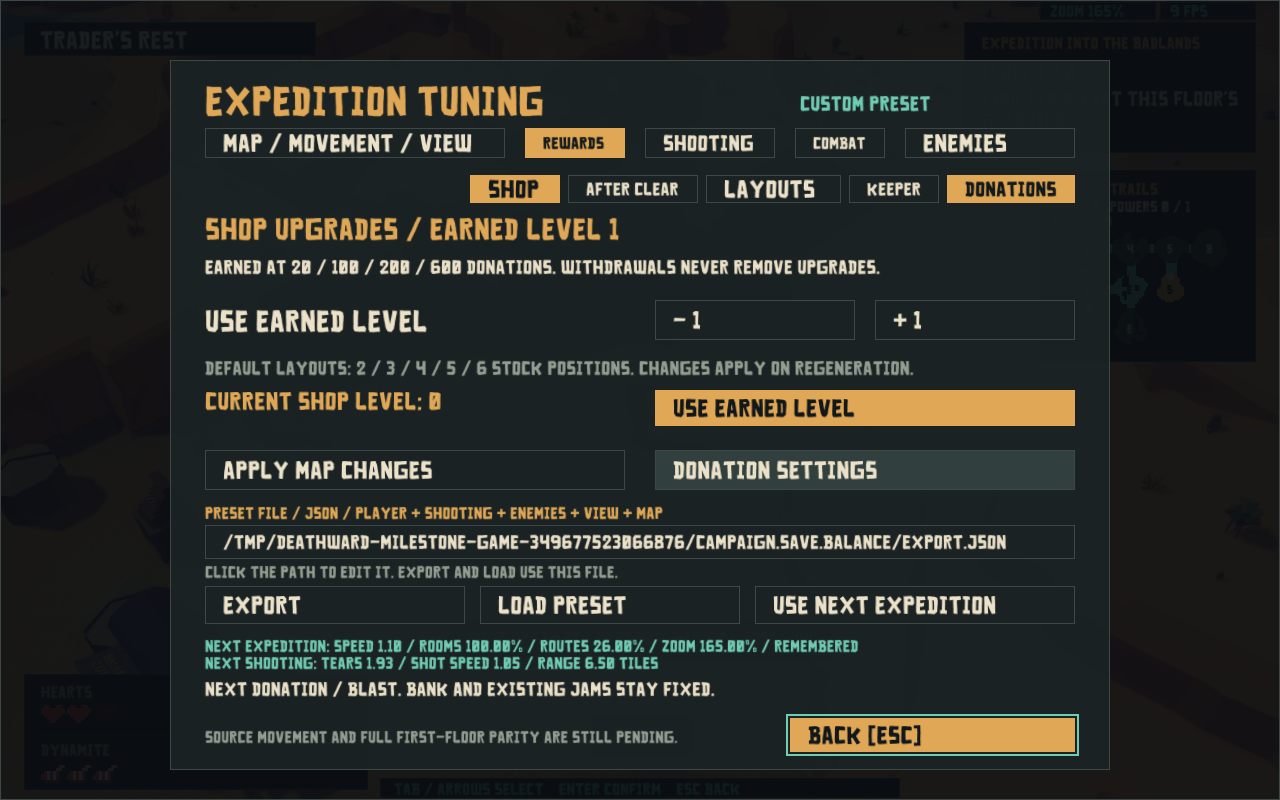 ZOOM 165% 9 FPS
TRADER'S REST
EXPEDITION INTO THE BADLANDS
EXPEDITION TUNING
CUSTOM PRESET
T THIS FLOOR'S
MAP / MOVEMENT / VIEW REWARDS SHOOTING COMBAT ENEMIES
SHOP AFTER CLEAR LAYOUTS KEEPER DONATIONS
TRAILS
POWERS 0 / 1
SHOP UPGRADES / EARNED LEVEL 1
EARNED AT 20 / 100 / 200 / 600 DONATIONS. WITHDRAWALS NEVER REMOVE UPGRADES.
USE EARNED LEVEL - 1 + 1
DEFAULT LAYOUTS: 2 / 3 / 4 / 5 / 6 STOCK POSITIONS. CHANGES APPLY ON REGENERATION.
CURRENT SHOP LEVEL: 0 USE EARNED LEVEL
APPLY MAP CHANGES DONATION SETTINGS
PRESET FILE / JSON / PLAYER + SHOOTING + ENEMIES + VIEW + MAP
/TMP/DEATHWARD-MILESTONE-GAME-349677523066876/CAMPAIGN.SAVE.BALANCE/EXPORT.JSON
CLICK THE PATH TO EDIT IT. EXPORT AND LOAD USE THIS FILE.
EXPORT LOAD PRESET USE NEXT EXPEDITION
NEXT EXPEDITION: SPEED 1.10 / ROOMS 100.00% / ROUTES 26.00% / ZOOM 165.00% / REMEMBERED
NEXT SHOOTING: TEARS 1.93 / SHOT SPEED 1.05 / RANGE 6.50 TILES
NEXT DONATION / BLAST. BANK AND EXISTING JAMS STAY FIXED.
HEARTS
SOURCE MOVEMENT AND FULL FIRST-FLOOR PARITY ARE STILL PENDING.
BACK [ESC]
DYNAMITE
TAB / ARROWS SELECT ENTER CONFIRM ESC BACK